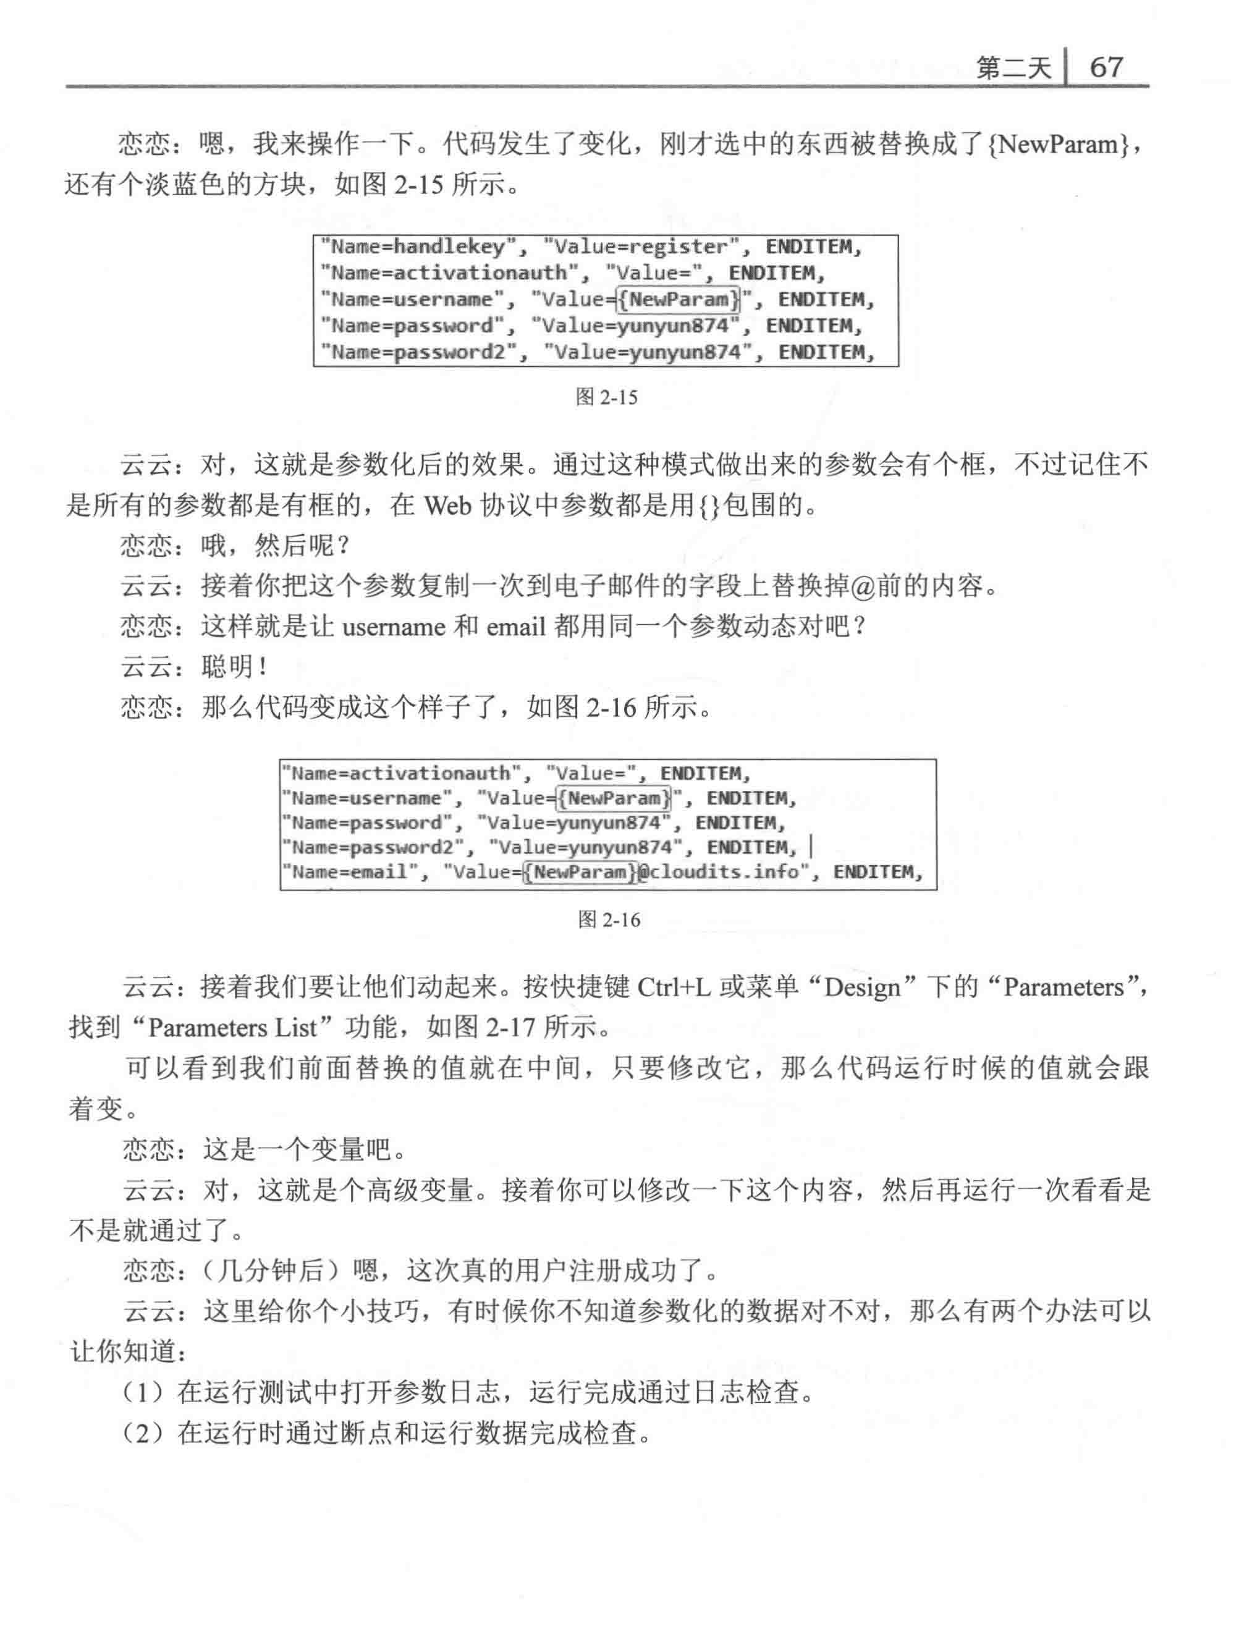 第二天 67
恋恋：嗯，我来操作一下。代码发生了变化，刚才选中的东西被替换成了{NewParam}，
还有个淡蓝色的方块，如图 2-15 所示。
"Name=handlekey", "Value=register", ENDITEM,
"Name=activationauth", "Value=", ENDITEM,
"Name=username", "Value={NewParam}", ENDITEM,
"Name=password", "Value=yunyun874", ENDITEM,
"Name=password2", "Value=yunyun874", ENDITEM,
图 2-15
云云：对，这就是参数化后的效果。通过这种模式做出来的参数会有个框，不过记住不
是所有的参数都是有框的，在 Web 协议中参数都是用{}包围的。
恋恋：哦，然后呢？
云云：接着你把这个参数复制一次到电子邮件的字段上替换掉@前的内容。
恋恋：这样就是让 username 和 email 都用同一个参数动态对吧？
云云：聪明！
恋恋：那么代码变成这个样子了，如图 2-16 所示。
"Name=activationauth", "Value=", ENDITEM,
"Name=username", "Value={NewParam}", ENDITEM,
"Name=password", "Value=yunyun874", ENDITEM,
"Name=password2", "Value=yunyun874", ENDITEM,
"Name=email", "Value={NewParam}@cloudits.info", ENDITEM,
图 2-16
云云：接着我们要让他们动起来。按快捷键 Ctrl+L 或菜单“Design”下的“Parameters”，
找到“Parameters List”功能，如图 2-17 所示。
可以看到我们前面替换的值就在中间，只要修改它，那么代码运行时候的值就会跟
着变。
恋恋：这是一个变量吧。
云云：对，这就是个高级变量。接着你可以修改一下这个内容，然后再运行一次看看是
不是就通过了。
恋恋：（几分钟后）嗯，这次真的用户注册成功了。
云云：这里给你个小技巧，有时候你不知道参数化的数据对不对，那么有两个办法可以
让你知道：
（1）在运行测试中打开参数日志，运行完成通过日志检查。
（2）在运行时通过断点和运行数据完成检查。